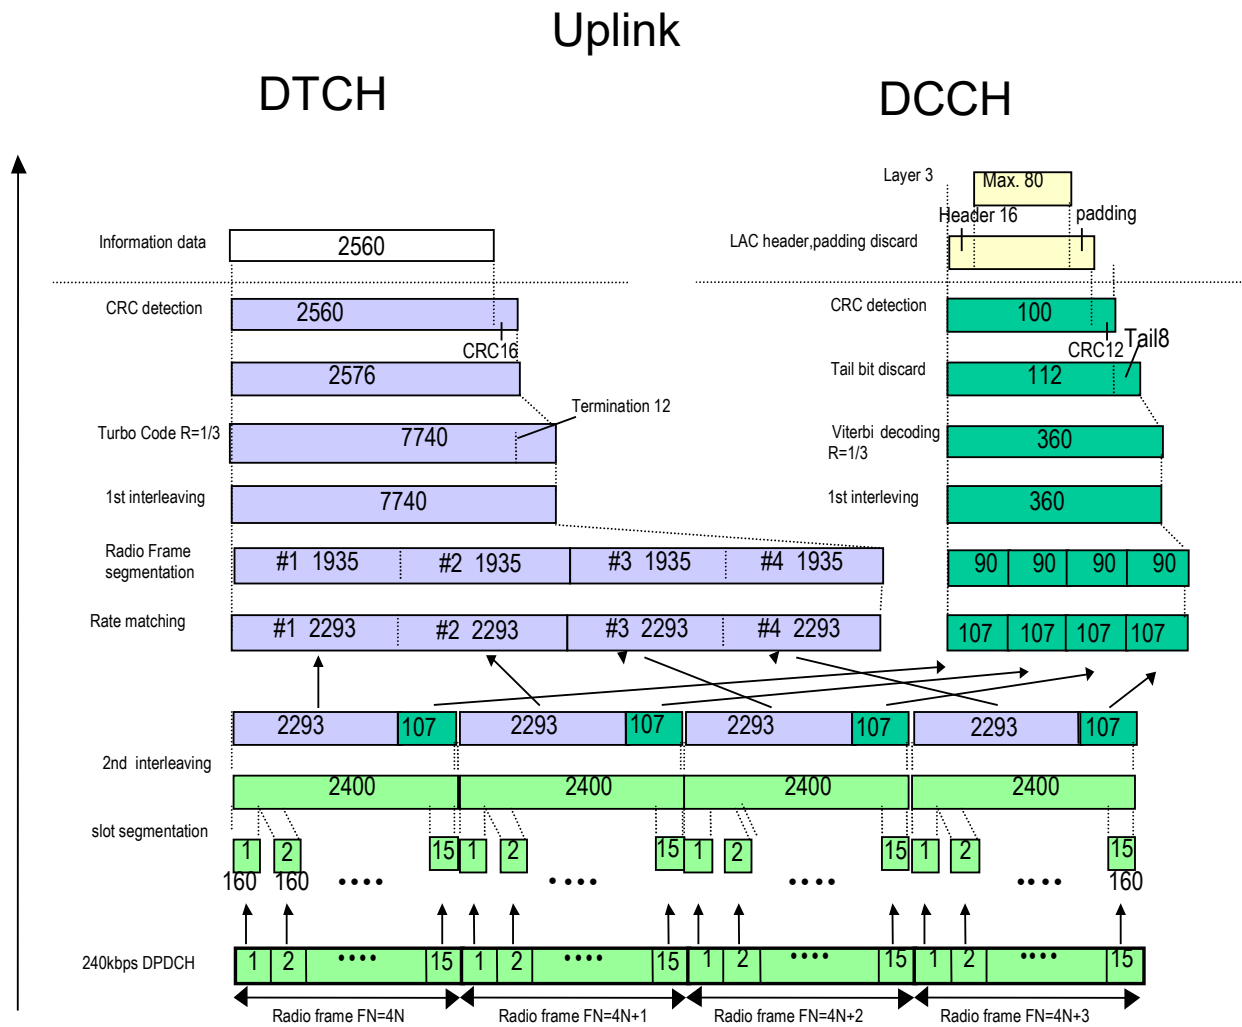 Uplink
DTCH
DCCH
Layer 3
Max. 80
Header 16
padding
Information data
2560
LAC header,padding discard
CRC detection
2560
CRC detection
100
CRC16
CRC12
Tail8
2576
Tail bit discard
112
Termination 12
Turbo Code R=1/3
7740
Viterbi decoding
R=1/3
360
1st interleaving
7740
1st interleving
360
Radio Frame
segmentation
#1 1935
#2 1935
#3 1935
#4 1935
90
90
90
90
Rate matching
#1 2293
#2 2293
#3 2293
#4 2293
107
107
107
107
2293
107
2293
107
2293
107
2293
107
2nd interleaving
2400
2400
2400
2400
slot segmentation
1
2
15
1
2
15
1
2
15
1
2
15
160
160
••••
••••
••••
••••
160
240kbps DPDCH
1
2
••••
15
1
2
••••
15
1
2
••••
15
1
2
••••
15
Radio frame FN=4N
Radio frame FN=4N+1
Radio frame FN=4N+2
Radio frame FN=4N+3